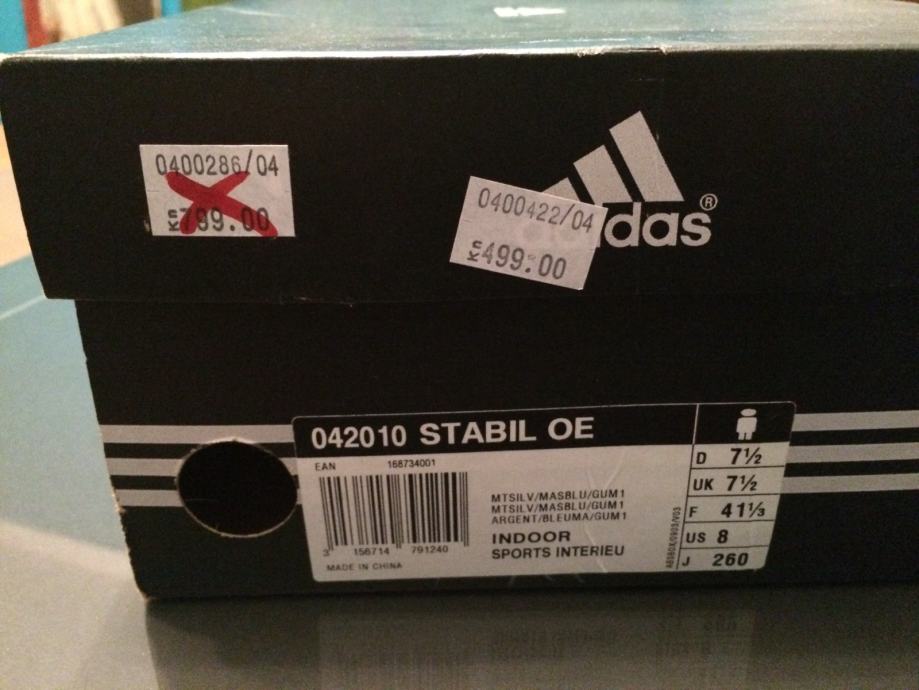 0400286/04
Kn 799.00
0400422/04
Kn 499.00
adidas®
042010 STABIL OE
EAN 168734001
3 156714 791240
MADE IN CHINA
MTSILV/MASBLU/GUM1
MTSILV/MASBLU/GUM1
ARGENT/BLEUMA/GUM1
INDOOR
SPORTS INTERIEU
D 7½
UK 7½
F 41⅓
US 8
J 260